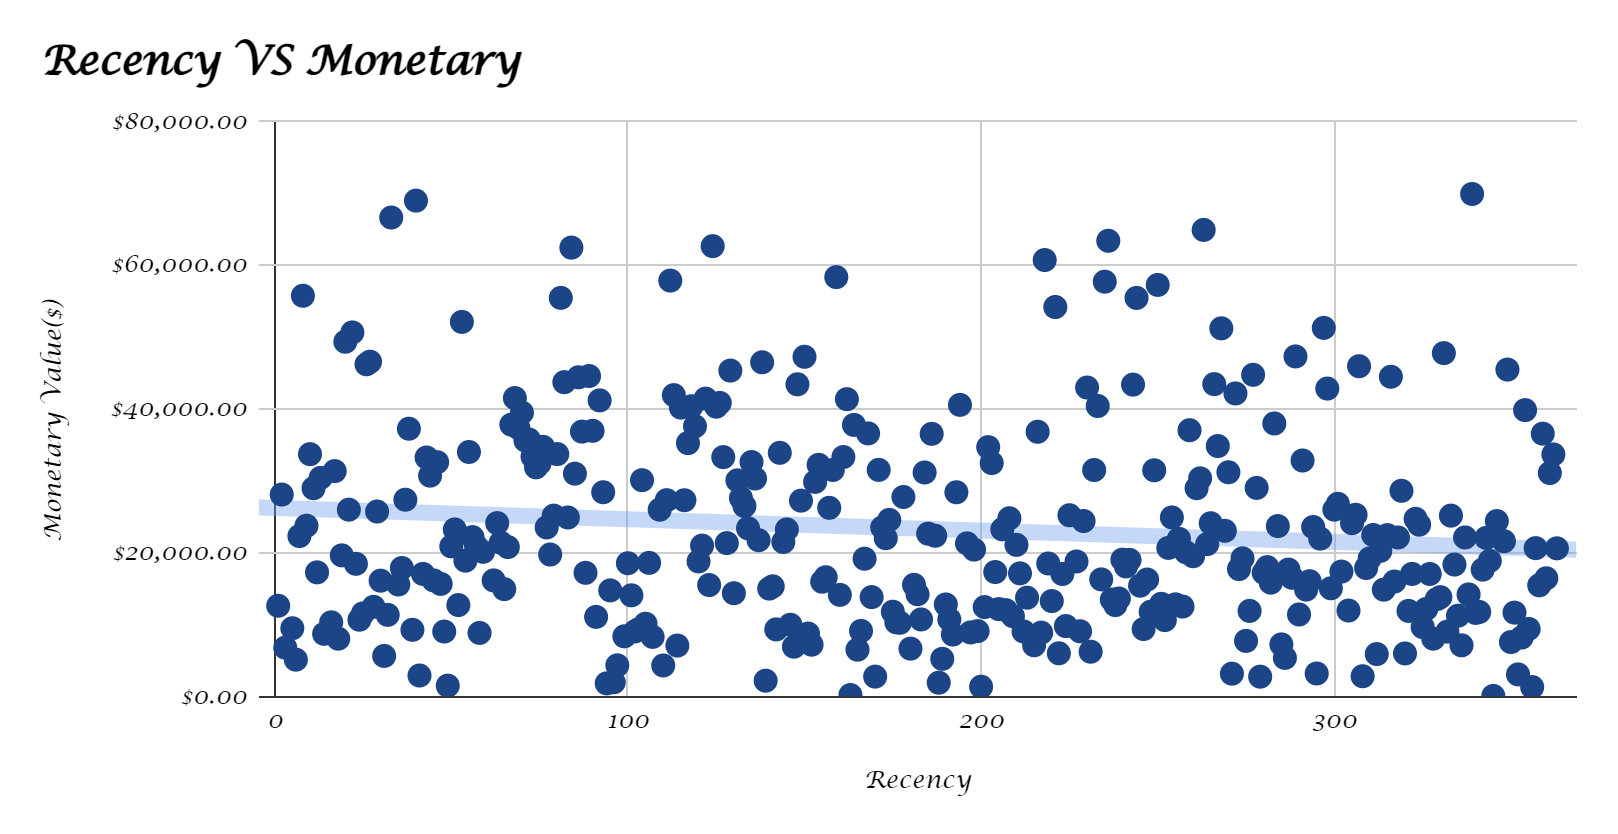 Recency VS Monetary
$80,000.00
$60,000.00
$40,000.00
$20,000.00
$0.00
Monetary Value($)
0 100 200 300
Recency